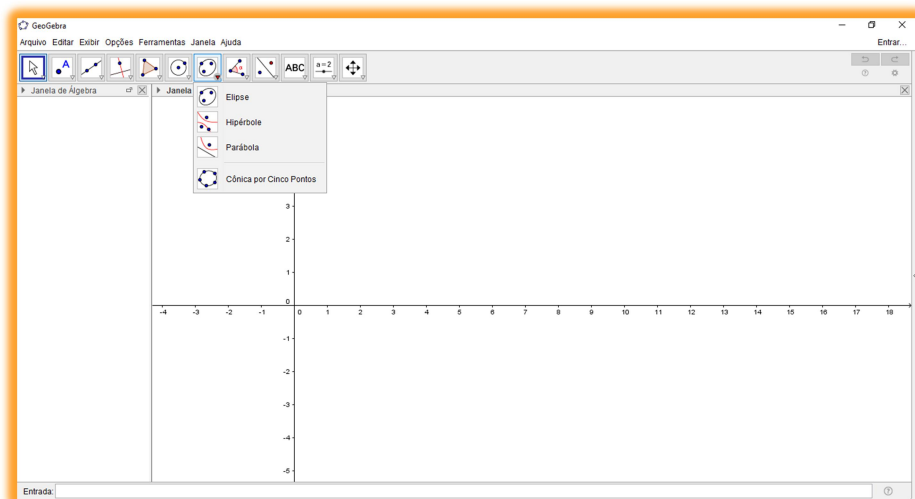 GeoGebra
Arquivo Editar Exibir Opções Ferramentas Janela Ajuda
Entrar...
A
ABC
a = 2
Janela de Álgebra
Janela
Elipse
Hipérbole
Parábola
Cônica por Cinco Pontos
3
2
1
0
-4 -3 -2 -1 0 1 2 3 4 5 6 7 8 9 10 11 12 13 14 15 16 17 18
-1
-2
-3
-4
-5
Entrada: